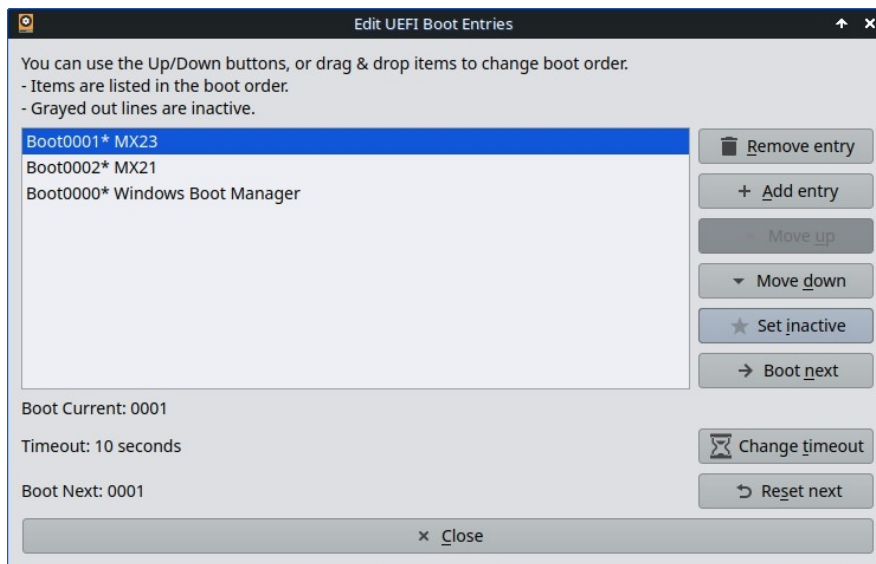 Edit UEFI Boot Entries
You can use the Up/Down buttons, or drag & drop items to change boot order.
- Items are listed in the boot order.
- Grayed out lines are inactive.
Boot0001* MX23
Boot0002* MX21
Boot0000* Windows Boot Manager
Remove entry
Add entry
Move up
Move down
Set inactive
Boot next
Boot Current: 0001
Timeout: 10 seconds
Change timeout
Boot Next: 0001
Reset next
Close